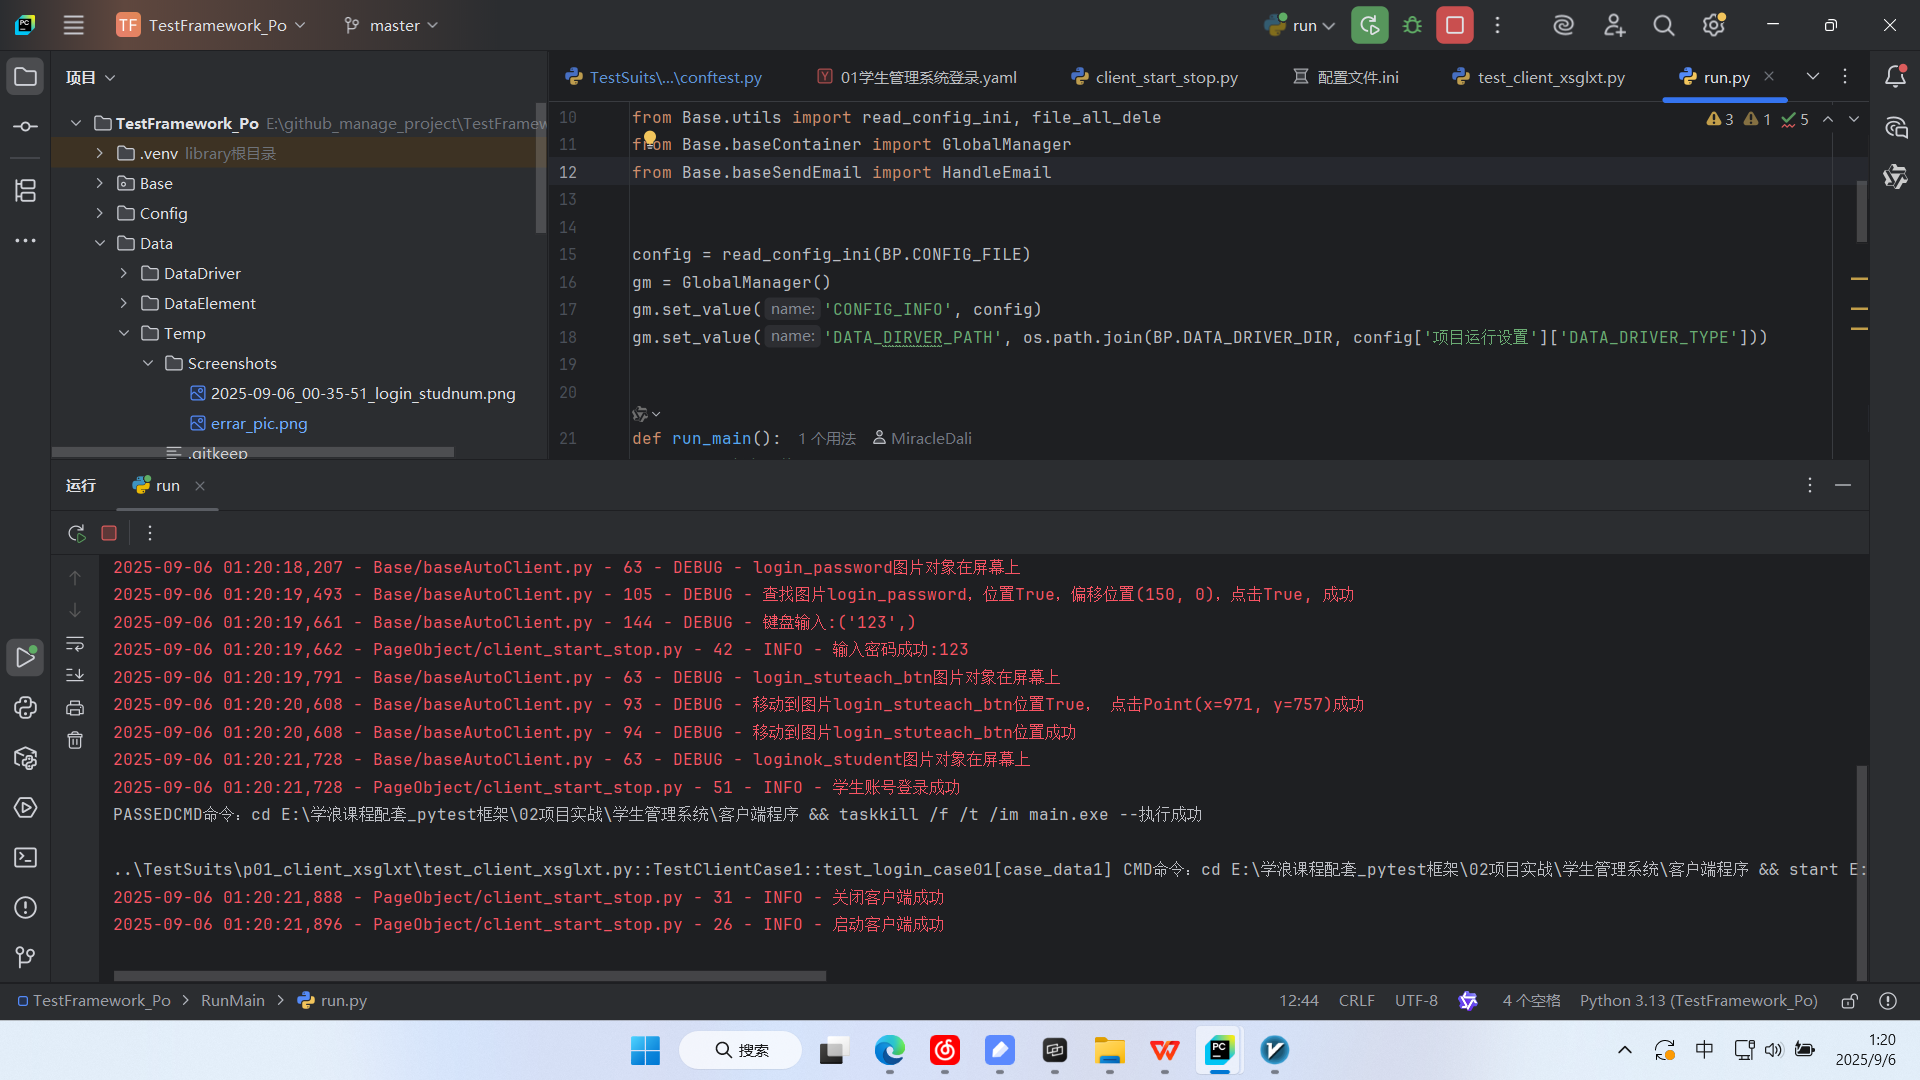 TF TestFramework_Po master run
项目
TestSuits\...\conftest.py 01学生管理系统登录.yaml client_start_stop.py 配置文件.ini test_client_xsglxt.py run.py
TestFramework_Po E:\github_manage_project\TestFramew
.venv library根目录
Base
Config
Data
DataDriver
DataElement
Temp
Screenshots
2025-09-06_00-35-51_login_studnum.png
errar_pic.png
.gitkeep
3 1 5
10 from Base.utils import read_config_ini, file_all_dele
11 from Base.baseContainer import GlobalManager
12 from Base.baseSendEmail import HandleEmail
13
14
15 config = read_config_ini(BP.CONFIG_FILE)
16 gm = GlobalManager()
17 gm.set_value( name: 'CONFIG_INFO', config)
18 gm.set_value( name: 'DATA_DIRVER_PATH', os.path.join(BP.DATA_DRIVER_DIR, config['项目运行设置']['DATA_DRIVER_TYPE']))
19
20
21 def run_main(): 1 个用法 MiracleDali
运行 run
2025-09-06 01:20:18,207 - Base/baseAutoClient.py - 63 - DEBUG - login_password图片对象在屏幕上
2025-09-06 01:20:19,493 - Base/baseAutoClient.py - 105 - DEBUG - 查找图片login_password，位置True，偏移位置(150, 0)，点击True, 成功
2025-09-06 01:20:19,661 - Base/baseAutoClient.py - 144 - DEBUG - 键盘输入:('123',)
2025-09-06 01:20:19,662 - PageObject/client_start_stop.py - 42 - INFO - 输入密码成功:123
2025-09-06 01:20:19,791 - Base/baseAutoClient.py - 63 - DEBUG - login_stuteach_btn图片对象在屏幕上
2025-09-06 01:20:20,608 - Base/baseAutoClient.py - 93 - DEBUG - 移动到图片login_stuteach_btn位置True， 点击Point(x=971, y=757)成功
2025-09-06 01:20:20,608 - Base/baseAutoClient.py - 94 - DEBUG - 移动到图片login_stuteach_btn位置成功
2025-09-06 01:20:21,728 - Base/baseAutoClient.py - 63 - DEBUG - loginok_student图片对象在屏幕上
2025-09-06 01:20:21,728 - PageObject/client_start_stop.py - 51 - INFO - 学生账号登录成功
PASSEDCMD命令：cd E:\学浪课程配套_pytest框架\02项目实战\学生管理系统\客户端程序 && taskkill /f /t /im main.exe --执行成功
..\TestSuits\p01_client_xsglxt\test_client_xsglxt.py::TestClientCase1::test_login_case01[case_data1] CMD命令：cd E:\学浪课程配套_pytest框架\02项目实战\学生管理系统\客户端程序 && start E:
2025-09-06 01:20:21,888 - PageObject/client_start_stop.py - 31 - INFO - 关闭客户端成功
2025-09-06 01:20:21,896 - PageObject/client_start_stop.py - 26 - INFO - 启动客户端成功
TestFramework_Po > RunMain > run.py 12:44 CRLF UTF-8 4 个空格 Python 3.13 (TestFramework_Po)
搜索 中 1:20
2025/9/6